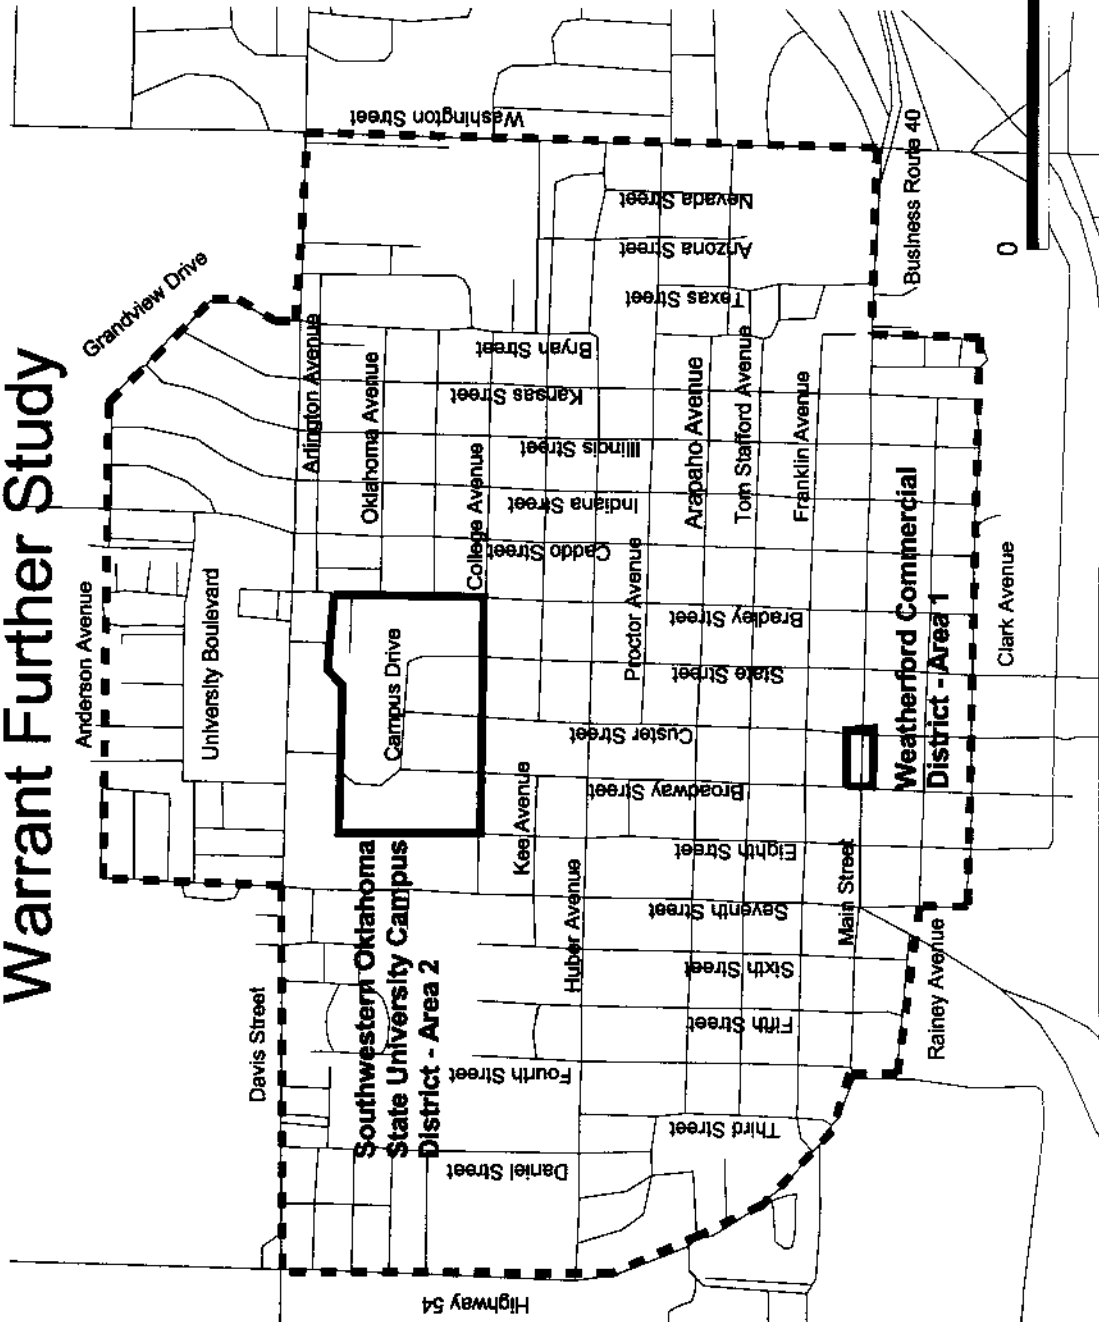 Warrant Further Study
Grandview Drive
Washington Street
Anderson Avenue
University Boulevard
Arlington Avenue
Oklahoma Avenue
Campus Drive
College Avenue
Davis Street
Southwestern Oklahoma
State University Campus
District - Area 2
Kee Avenue
Huber Avenue
Proctor Avenue
Arapaho Avenue
Tom Stafford Avenue
Franklin Avenue
Main Street
Business Route 40
0
Weatherford Commercial
District - Area 1
Clark Avenue
Rainey Avenue
Highway 54
Daniel Street
Third Street
Fourth Street
Fifth Street
Sixth Street
Seventh Street
Eighth Street
Broadway Street
Custer Street
State Street
Bradley Street
Caddo Street
Indiana Street
Illinois Street
Kansas Street
Bryan Street
Texas Street
Arizona Street
Nevada Street